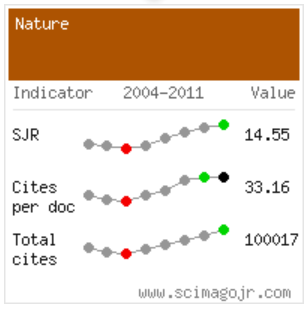 Nature
Indicator 2004-2011 Value
SJR 14.55
Cites per doc 33.16
Total cites 100017
www.scimagojr.com